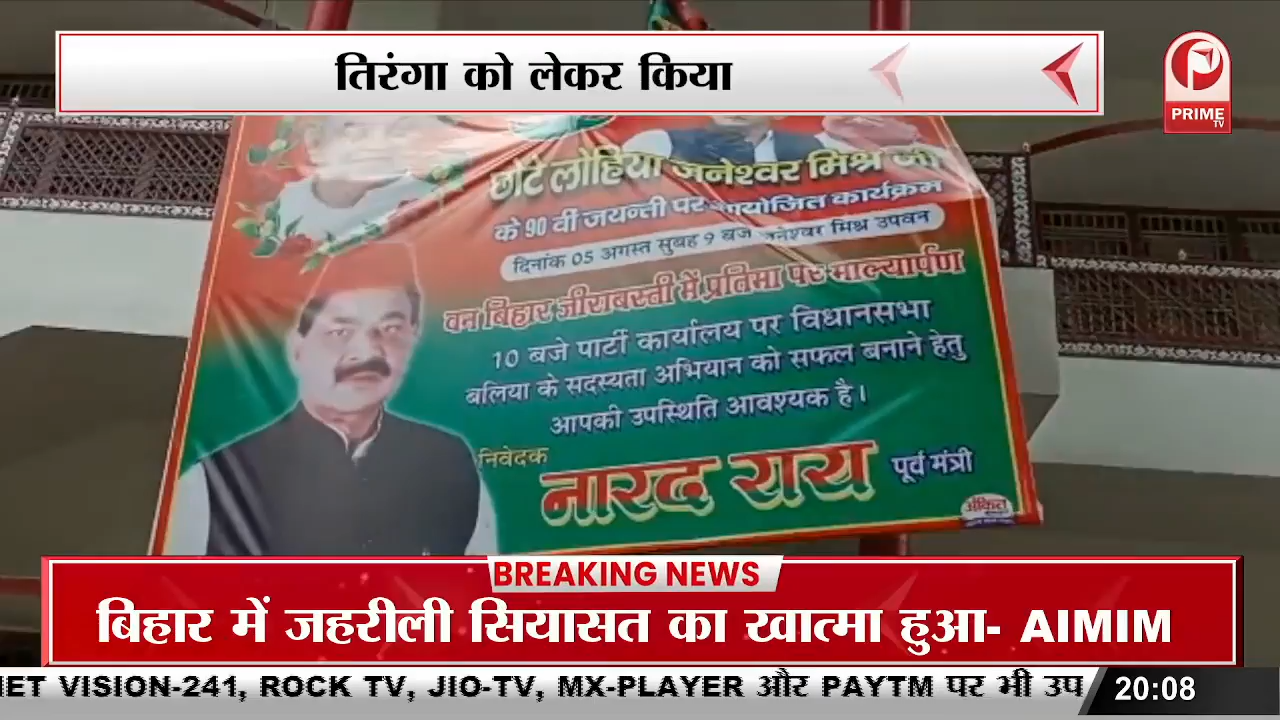 तिरंगा को लेकर किया
PRIME
TV
छोटे लोहिया जनेश्वर मिश्र जी
के 90 वीं जयन्ती पर आयोजित कार्यक्रम
दिनांक 05 अगस्त सुबह 9 बजे जनेश्वर मिश्र उपवन
वन बिहार जीराबस्ती में प्रतिमा पर माल्यार्पण
10 बजे पार्टी कार्यालय पर विधानसभा
बलिया के सदस्यता अभियान को सफल बनाने हेतु
आपकी उपस्थिति आवश्यक है।
निवेदक
नारद राय पूर्व मंत्री
अंकित
BREAKING NEWS
बिहार में जहरीली सियासत का खात्मा हुआ- AIMIM
VISION-241, ROCK TV, JIO-TV, MX-PLAYER और PAYTM पर भी उप 20:08